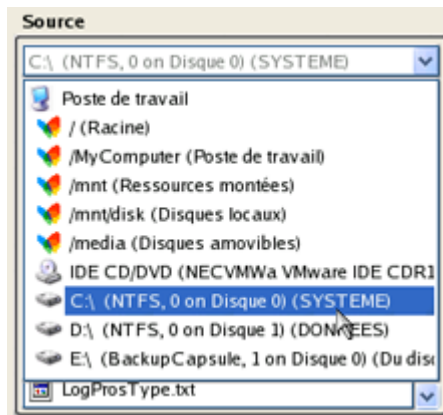 Source
C:\ (NTFS, 0 on Disque 0) (SYSTEME)
Poste de travail
/ (Racine)
/MyComputer (Poste de travail)
/mnt (Ressources montées)
/mnt/disk (Disques locaux)
/media (Disques amovibles)
IDE CD/DVD (NECVMWa VMware IDE CDR1
C:\ (NTFS, 0 on Disque 0) (SYSTEME)
D:\ (NTFS, 0 on Disque 1) (DONNEES)
E:\ (BackupCapsule, 1 on Disque 0) (Du disq
LogProsType.txt